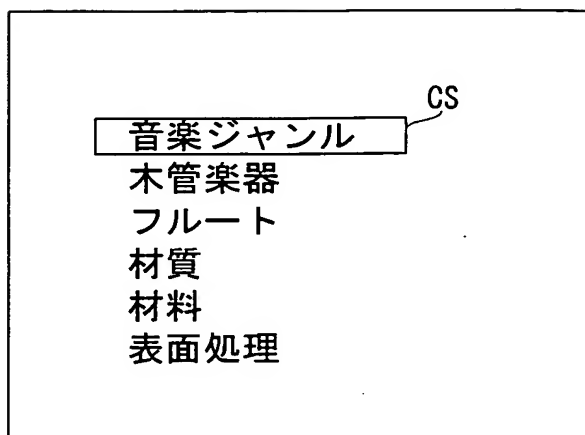 CS
音楽ジャンル
木管楽器
フルート
材質
材料
表面処理